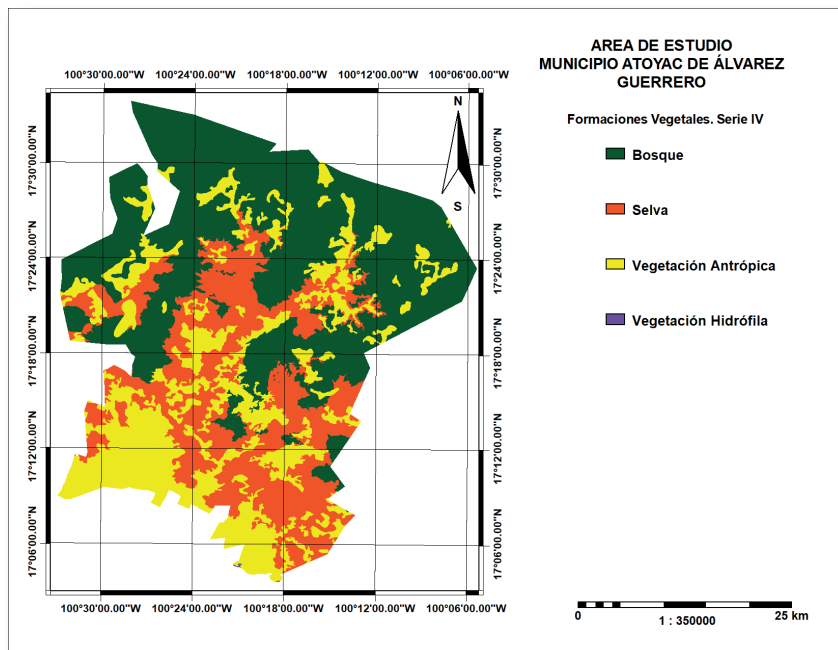 AREA DE ESTUDIO
MUNICIPIO ATOYAC DE ÁLVAREZ
GUERRERO
100°30'00.00"W 100°24'00.00"W 100°18'00.00"W 100°12'00.00"W 100°06'00.00"W
N
S
17°30'00.00"N
17°24'00.00"N
17°18'00.00"N
17°12'00.00"N
17°06'00.00"N
17°30'00.00"N
17°24'00.00"N
17°18'00.00"N
17°12'00.00"N
17°06'00.00"N
100°30'00.00"W 100°24'00.00"W 100°18'00.00"W 100°12'00.00"W 100°06'00.00"W
Formaciones Vegetales. Serie IV
Bosque
Selva
Vegetación Antrópica
Vegetación Hidrófila
0 25 km
1 : 350000